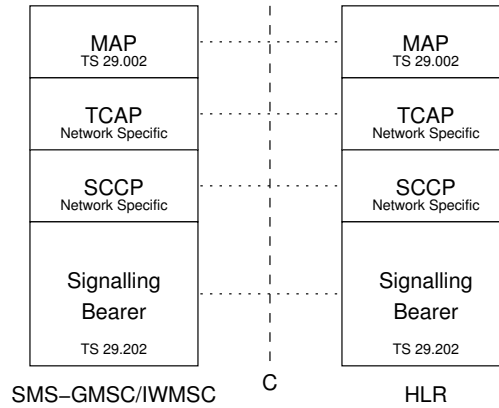 MAP
TS 29.002
TCAP
Network Specific
SCCP
Network Specific
Signalling
Bearer
TS 29.202
SMS–GMSC/IWMSC
C
MAP
TS 29.002
TCAP
Network Specific
SCCP
Network Specific
Signalling
Bearer
TS 29.202
HLR